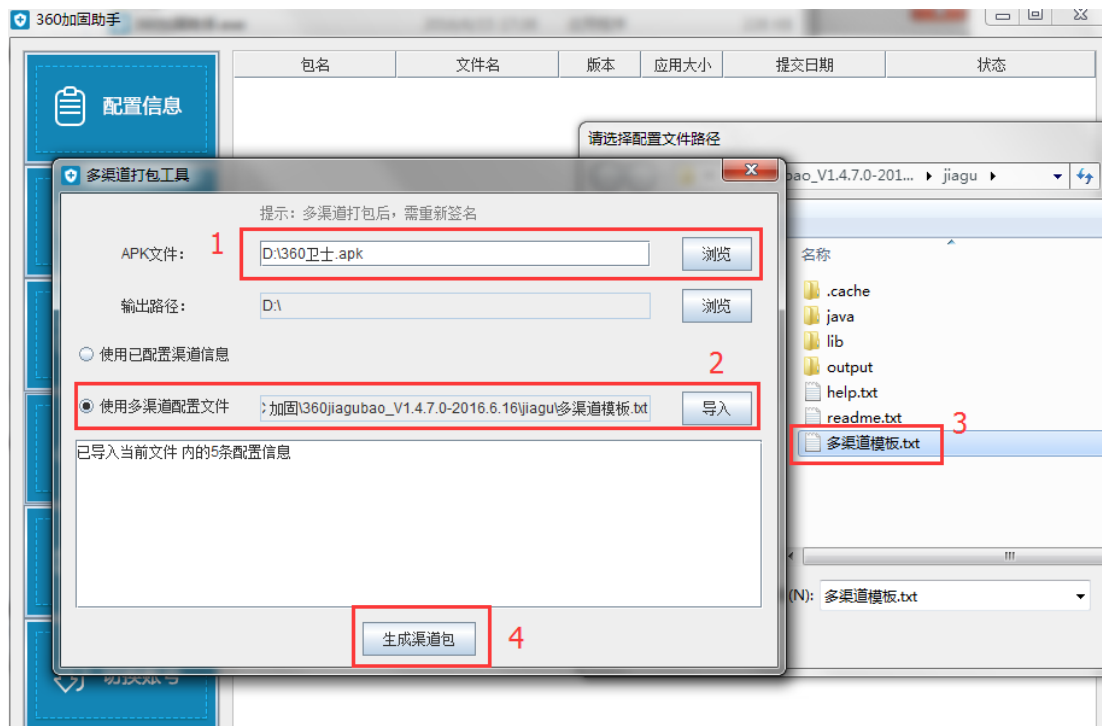 360加固助手
包名 文件名 版本 应用大小 提交日期 状态
配置信息
请选择配置文件路径
多渠道打包工具
bao_V1.4.7.0-201... jiagu
提示：多渠道打包后，需重新签名
1
APK文件： D:\360卫士.apk 浏览
名称
输出路径： D:\ 浏览
.cache
java
lib
output
help.txt
readme.txt
多渠道模板.txt
3
使用已配置渠道信息
2
使用多渠道配置文件 加固\360jiagubao_V1.4.7.0-2016.6.16\jiagu\多渠道模板.txt 导入
已导入当前文件 内的5条配置信息
(N): 多渠道模板.txt
生成渠道包
4
切换账号